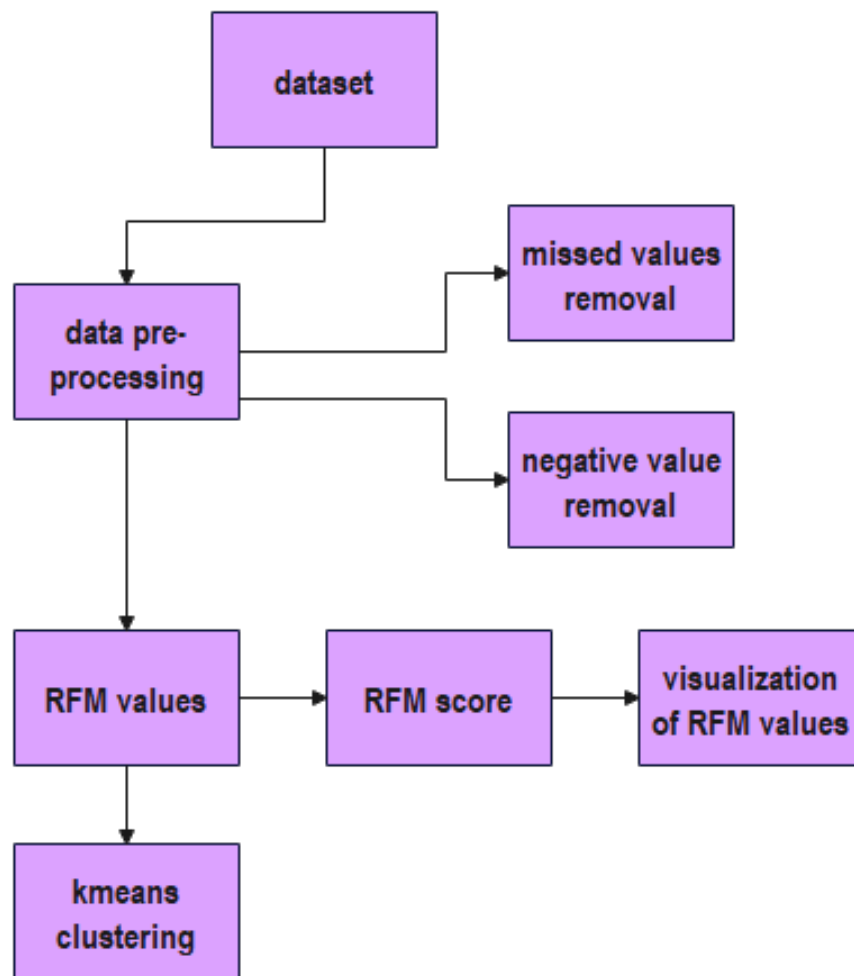 dataset
missed values
removal
data pre-
processing
negative value
removal
RFM values
RFM score
visualization
of RFM values
kmeans
clustering